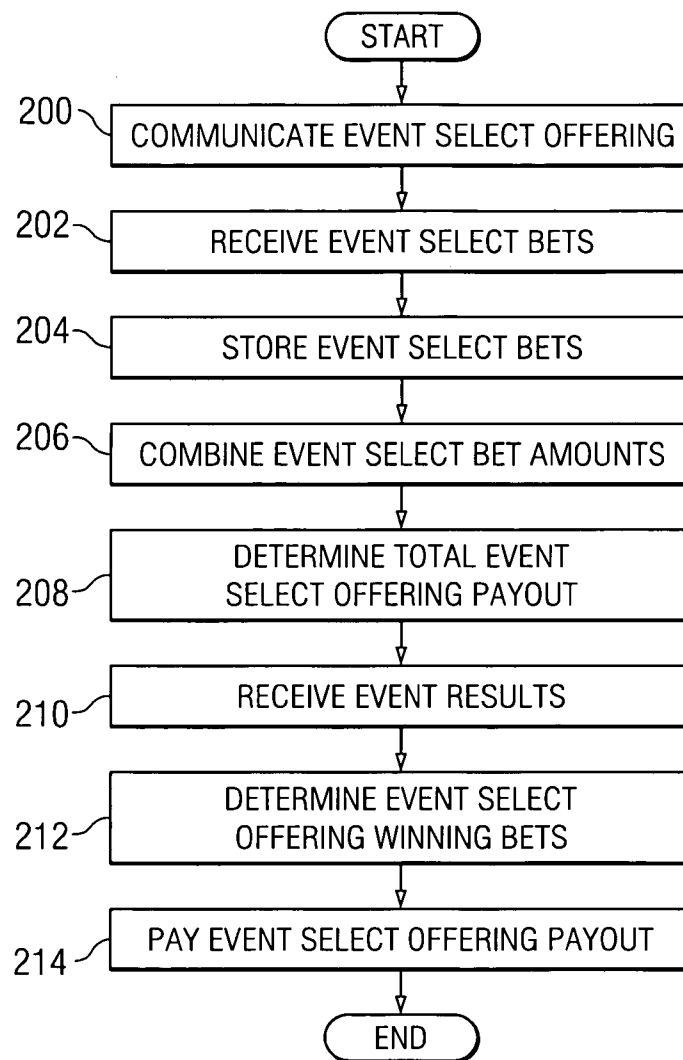 START
200
COMMUNICATE EVENT SELECT OFFERING
202
RECEIVE EVENT SELECT BETS
204
STORE EVENT SELECT BETS
206
COMBINE EVENT SELECT BET AMOUNTS
208
DETERMINE TOTAL EVENT
SELECT OFFERING PAYOUT
210
RECEIVE EVENT RESULTS
212
DETERMINE EVENT SELECT
OFFERING WINNING BETS
214
PAY EVENT SELECT OFFERING PAYOUT
END